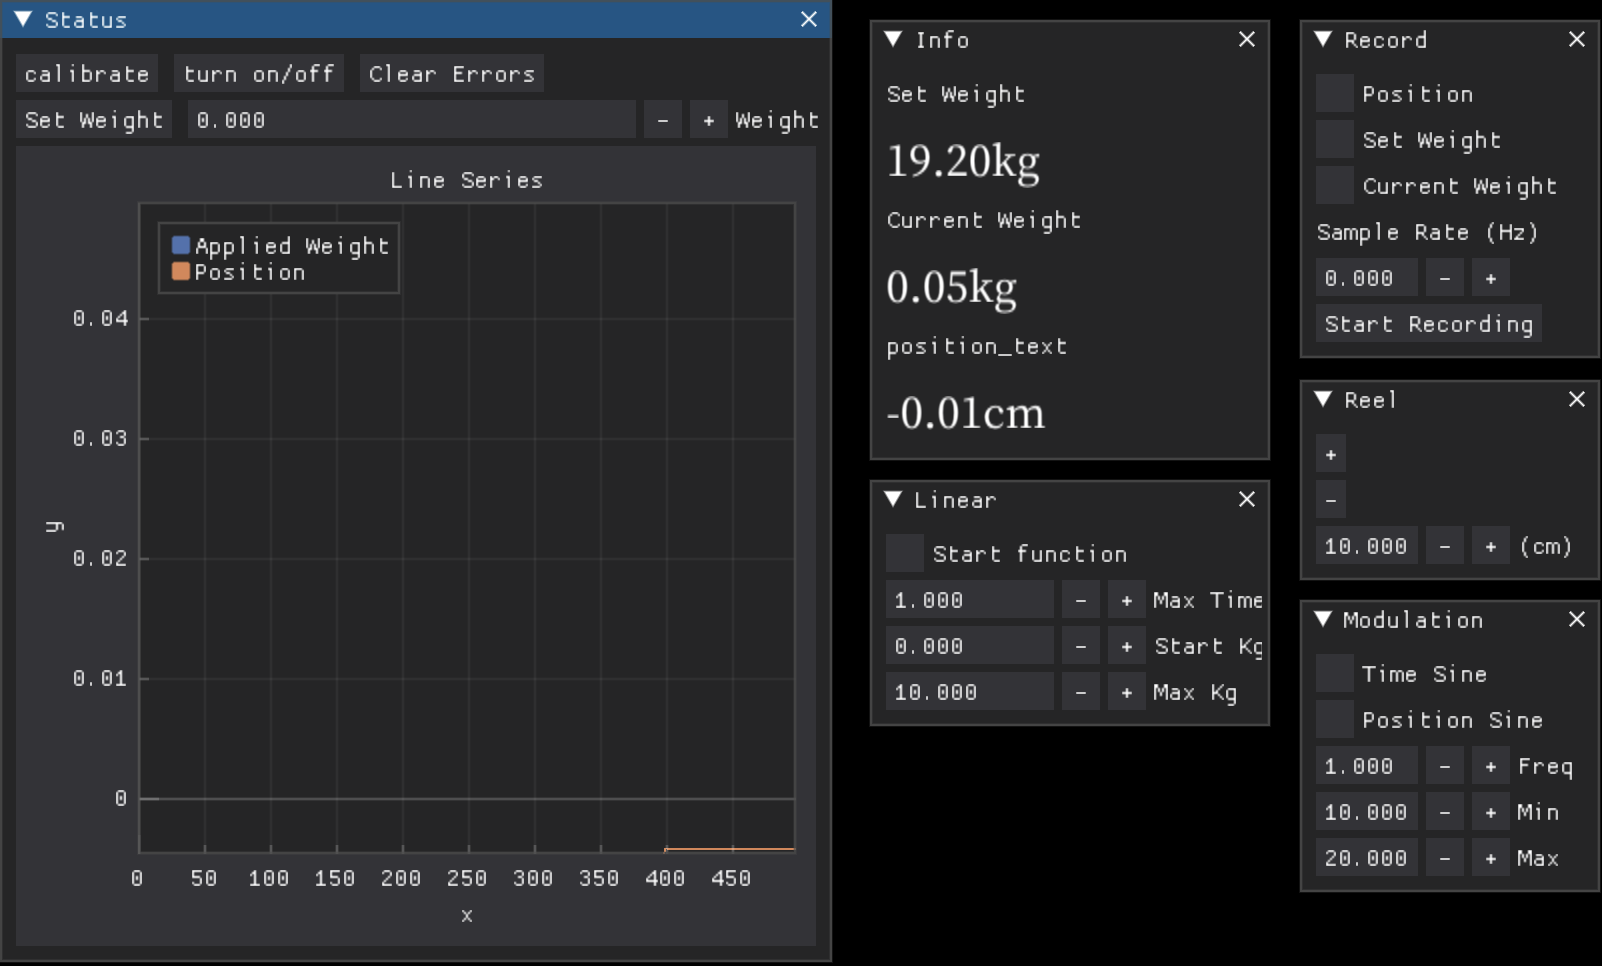 Status
calibrate turn on/off Clear Errors
Set Weight 0.000 - + Weight
Line Series
Applied Weight
Position
0.04
0.03
0.02
0.01
0
y
0 50 100 150 200 250 300 350 400 450
x
Info
Set Weight
19.20kg
Current Weight
0.05kg
position_text
-0.01cm
Linear
Start function
1.000 - + Max Time
0.000 - + Start Kg
10.000 - + Max Kg
Record
Position
Set Weight
Current Weight
Sample Rate (Hz)
0.000 - +
Start Recording
Reel
+
-
10.000 - + (cm)
Modulation
Time Sine
Position Sine
1.000 - + Freq
10.000 - + Min
20.000 - + Max